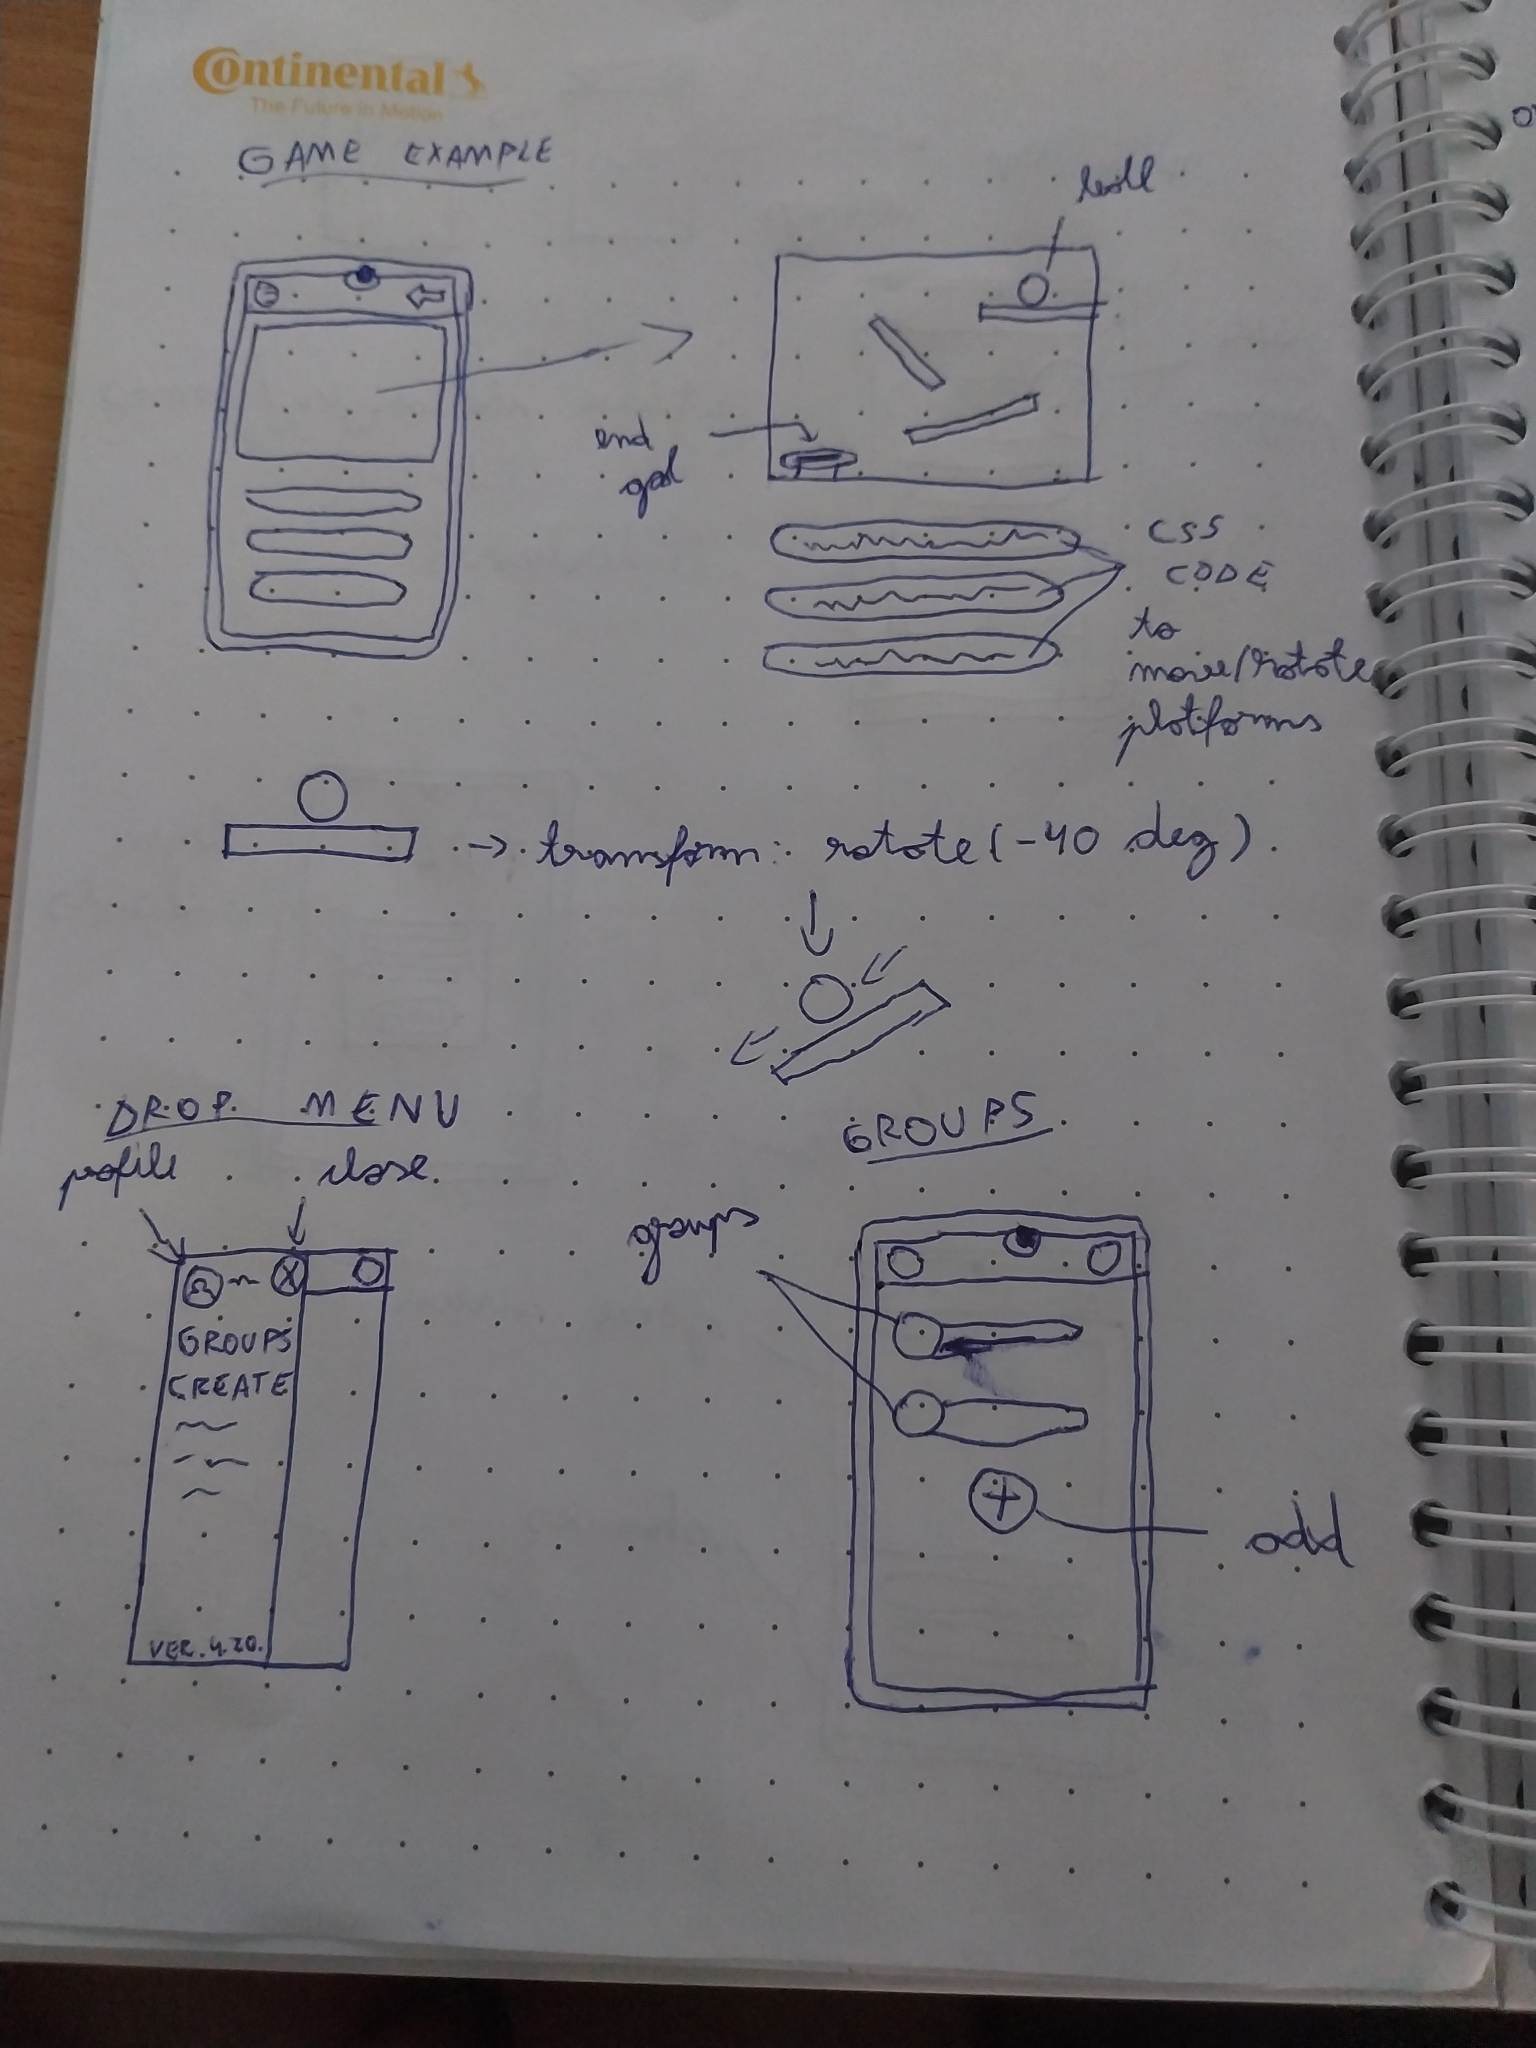 Continental
The Future in Motion
GAME EXAMPLE
ball
end
goal
CSS
CODE
to
move/rotate
platforms
→ transform: rotate(-40 deg)
DROP MENU
profile close
X
GROUPS
CREATE
VER. 4.20.
GROUPS
groups
+
add